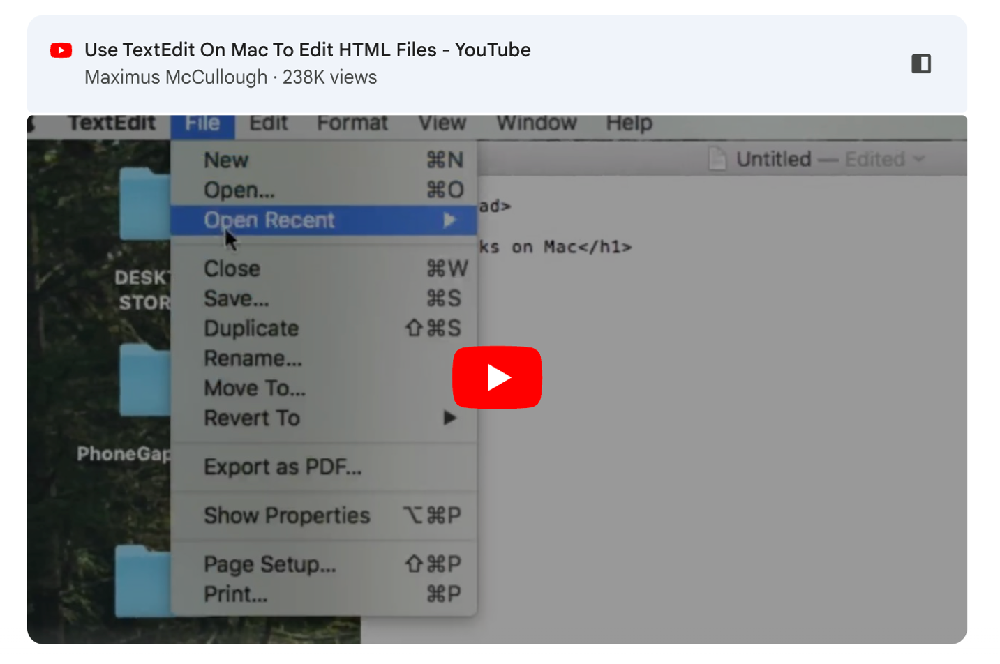 Use TextEdit On Mac To Edit HTML Files - YouTube
Maximus McCullough · 238K views
TextEdit File Edit Format View Window Help
Untitled — Edited
New ⌘N
Open... ⌘O
Open Recent
Close ⌘W
Save... ⌘S
Duplicate ⇧⌘S
Rename...
Move To...
Revert To
Export as PDF...
Show Properties ⌥⌘P
Page Setup... ⇧⌘P
Print... ⌘P
ad>
ks on Mac</h1>
DESKT
STOR
PhoneGap